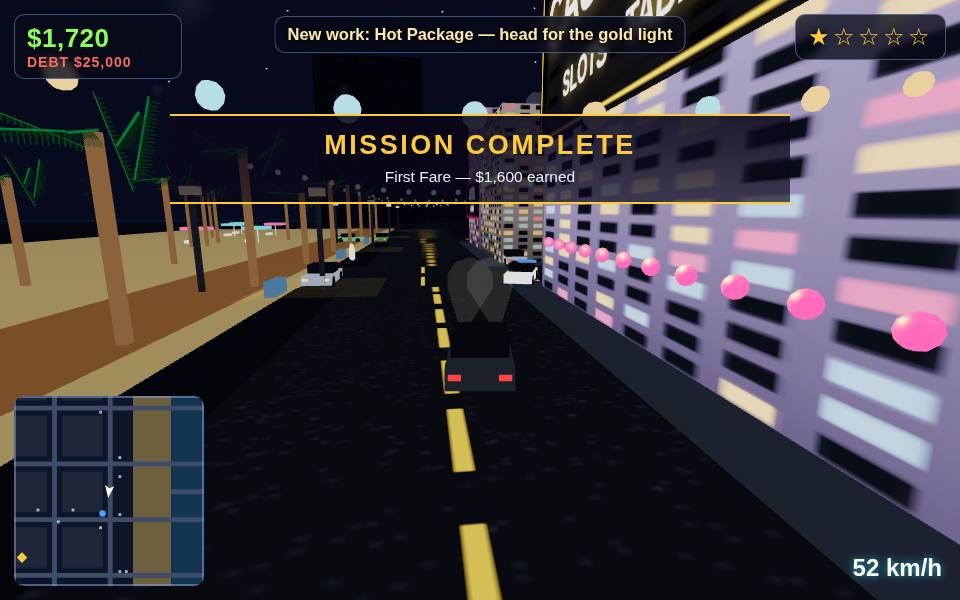 $1,720
DEBT $25,000
New work: Hot Package — head for the gold light
★☆☆☆☆
MISSION COMPLETE
First Fare — $1,600 earned
SLOTS
52 km/h